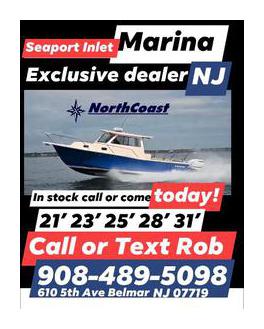 Seaport Inlet Marina
Exclusive dealer NJ
NorthCoast
In stock call or come today!
21' 23' 25' 28' 31'
Call or Text Rob
908-489-5098
610 5th Ave Belmar NJ 07719